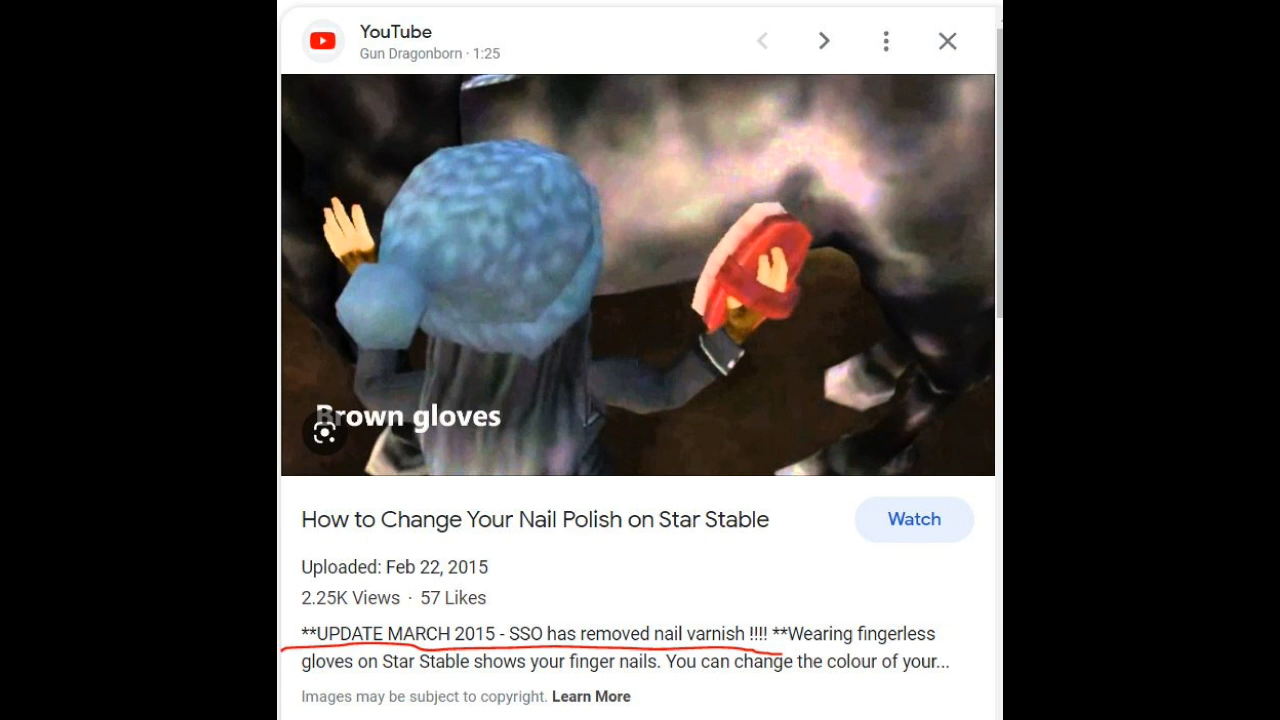 YouTube
Gun Dragonborn · 1:25
Brown gloves
How to Change Your Nail Polish on Star Stable
Watch
Uploaded: Feb 22, 2015
2.25K Views · 57 Likes
**UPDATE MARCH 2015 - SSO has removed nail varnish !!!! **Wearing fingerless
gloves on Star Stable shows your finger nails. You can change the colour of your...
Images may be subject to copyright. Learn More